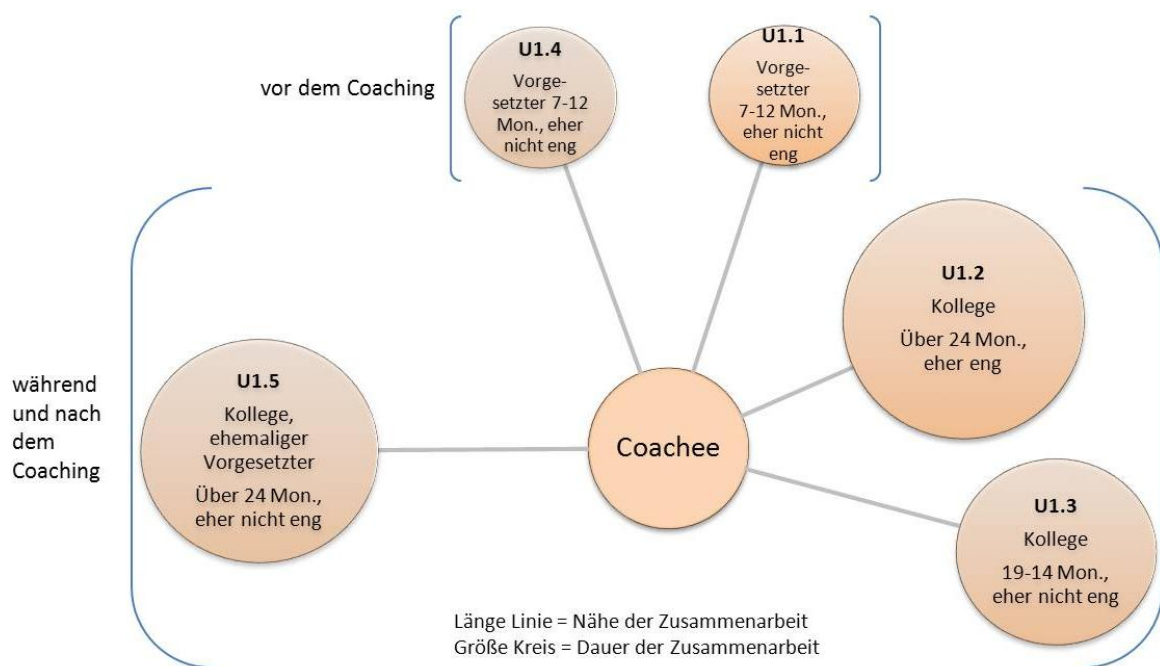 vor dem Coaching
U1.4
Vorge-
setzter 7-12
Mon., eher
nicht eng
U1.1
Vorge-
setzter
7-12 Mon.,
eher nicht
eng
U1.2
Kollege
Über 24 Mon.,
eher eng
während
und nach
dem
Coaching
U1.5
Kollege,
ehemaliger
Vorgesetzter
Über 24 Mon.,
eher nicht eng
Coachee
U1.3
Kollege
19-14 Mon.,
eher nicht eng
Länge Linie = Nähe der Zusammenarbeit
Größe Kreis = Dauer der Zusammenarbeit